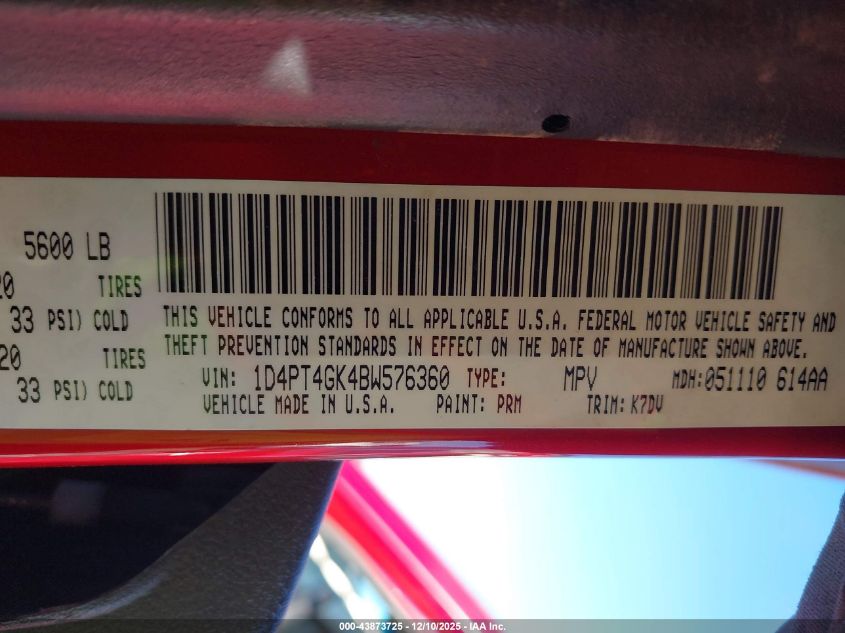 5600 LB
20 TIRES
33 PSI) COLD
20 TIRES
33 PSI) COLD
THIS VEHICLE CONFORMS TO ALL APPLICABLE U.S.A. FEDERAL MOTOR VEHICLE SAFETY AND
THEFT PREVENTION STANDARDS IN EFFECT ON THE DATE OF MANUFACTURE SHOWN ABOVE.
VIN: 1D4PT4GK4BW576360 TYPE: MPV MDH: 051110 614AA
VEHICLE MADE IN U.S.A. PAINT: PRM TRIM: K7DV
000-43873725 - 12/10/2025 - IAA Inc.